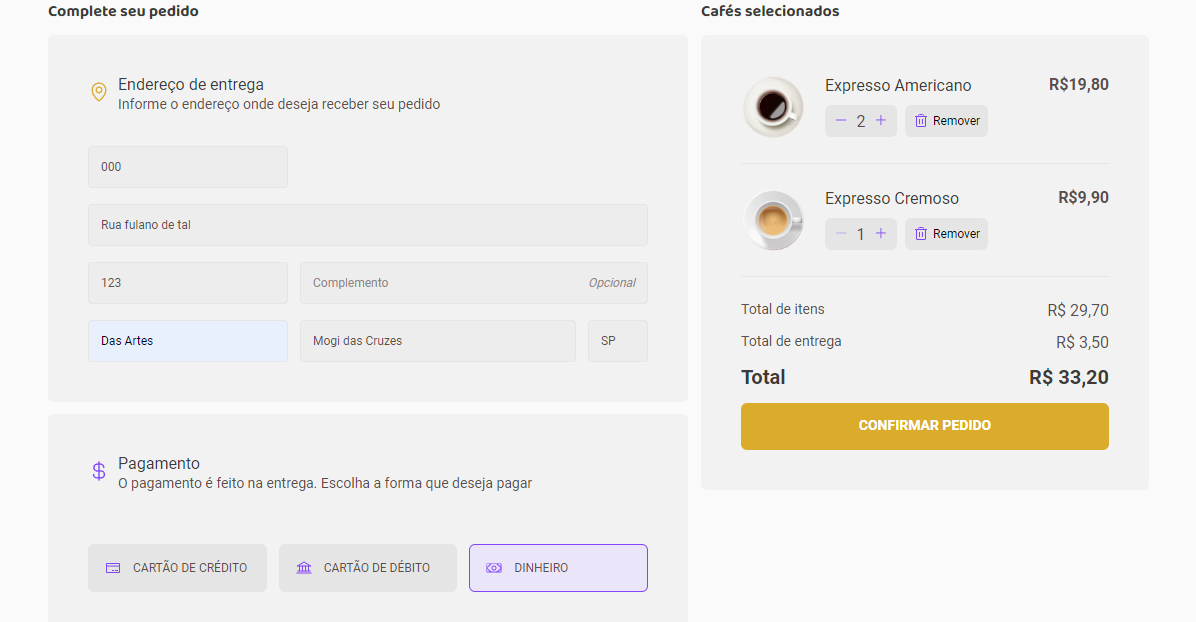 Complete seu pedido
Endereço de entrega
Informe o endereço onde deseja receber seu pedido
000
Rua fulano de tal
123
Complemento
Opcional
Das Artes
Mogi das Cruzes
SP
Pagamento
O pagamento é feito na entrega. Escolha a forma que deseja pagar
CARTÃO DE CRÉDITO
CARTÃO DE DÉBITO
DINHEIRO
Cafés selecionados
Expresso Americano
R$19,80
2
Remover
Expresso Cremoso
R$9,90
1
Remover
Total de itens
R$ 29,70
Total de entrega
R$ 3,50
Total
R$ 33,20
CONFIRMAR PEDIDO